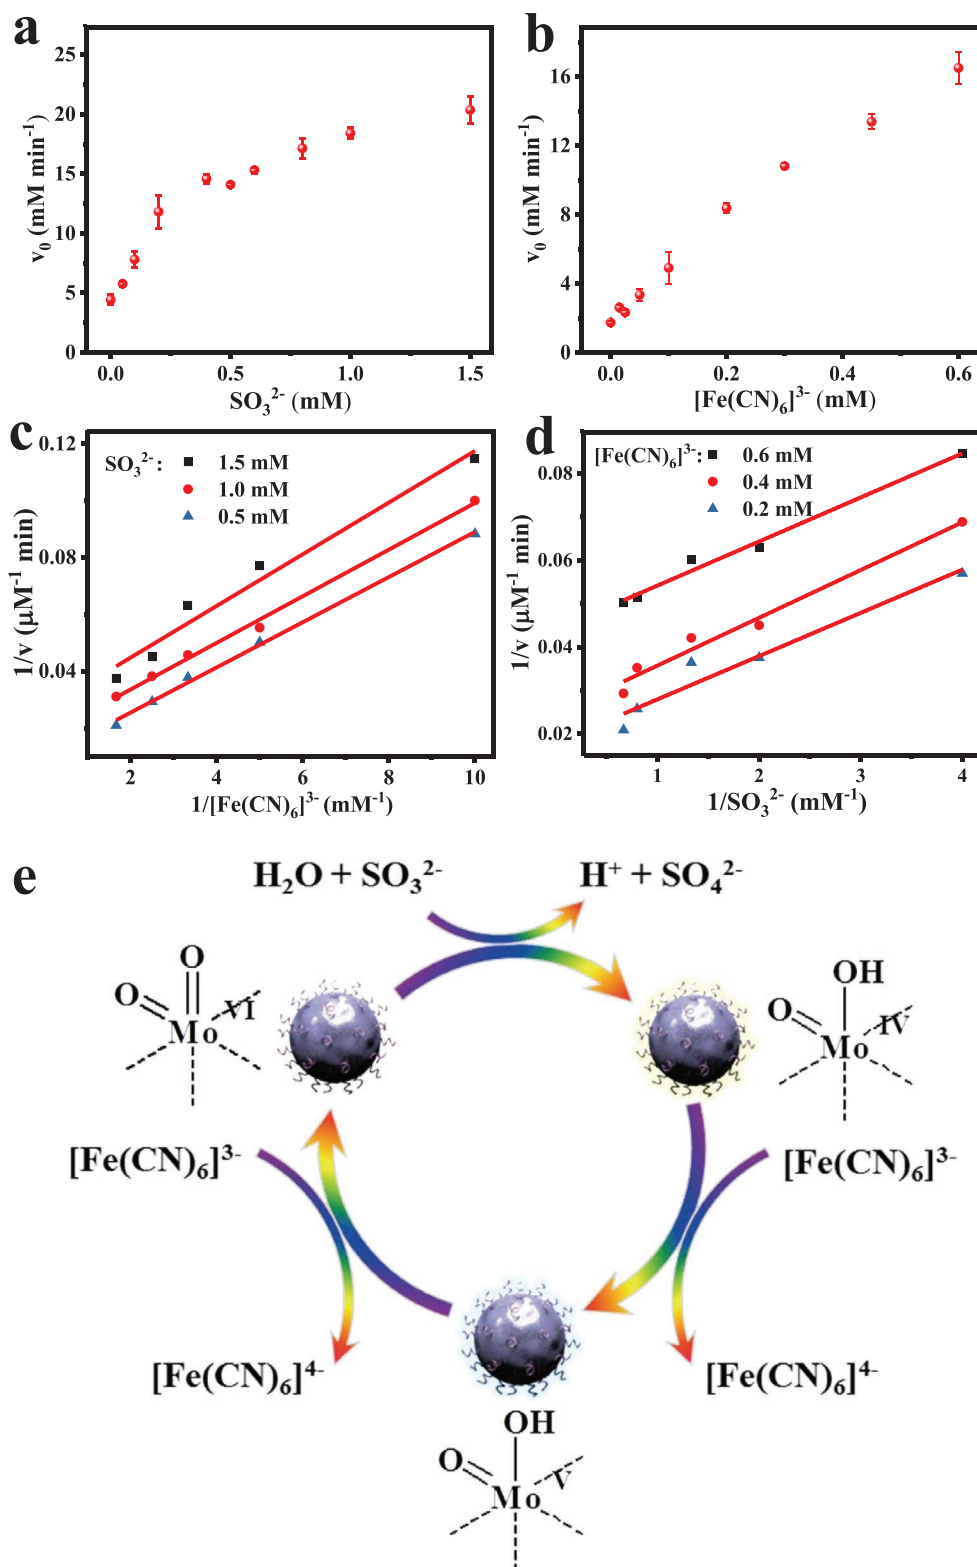 a
25
20
15
10
5
0
v₀ (mM min⁻¹)
0.0 0.5 1.0 1.5
SO₃²⁻ (mM)
b
16
12
8
4
0
v₀ (mM min⁻¹)
0.0 0.2 0.4 0.6
[Fe(CN)₆]³⁻ (mM)
c
0.12
0.08
0.04
1/v (μM⁻¹ min)
SO₃²⁻: 1.5 mM
1.0 mM
0.5 mM
2 4 6 8 10
1/[Fe(CN)₆]³⁻ (mM⁻¹)
d
0.08
0.06
0.04
0.02
1/v (μM⁻¹ min)
[Fe(CN)₆]³⁻: 0.6 mM
0.4 mM
0.2 mM
1 2 3 4
1/SO₃²⁻ (mM⁻¹)
e
H₂O + SO₃²⁻ H⁺ + SO₄²⁻
O
O
Mo VI
OH
O
Mo IV
[Fe(CN)₆]³⁻ [Fe(CN)₆]³⁻
[Fe(CN)₆]⁴⁻ [Fe(CN)₆]⁴⁻
OH
O
Mo V